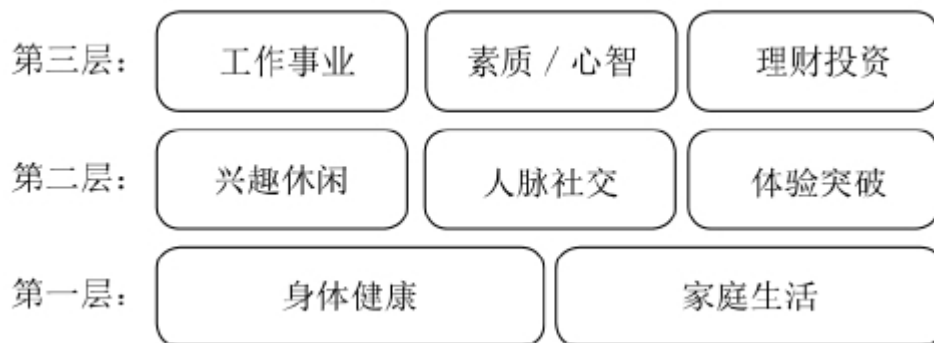 第三层： 工作事业 素质 / 心智 理财投资
第二层： 兴趣休闲 人脉社交 体验突破
第一层： 身体健康 家庭生活